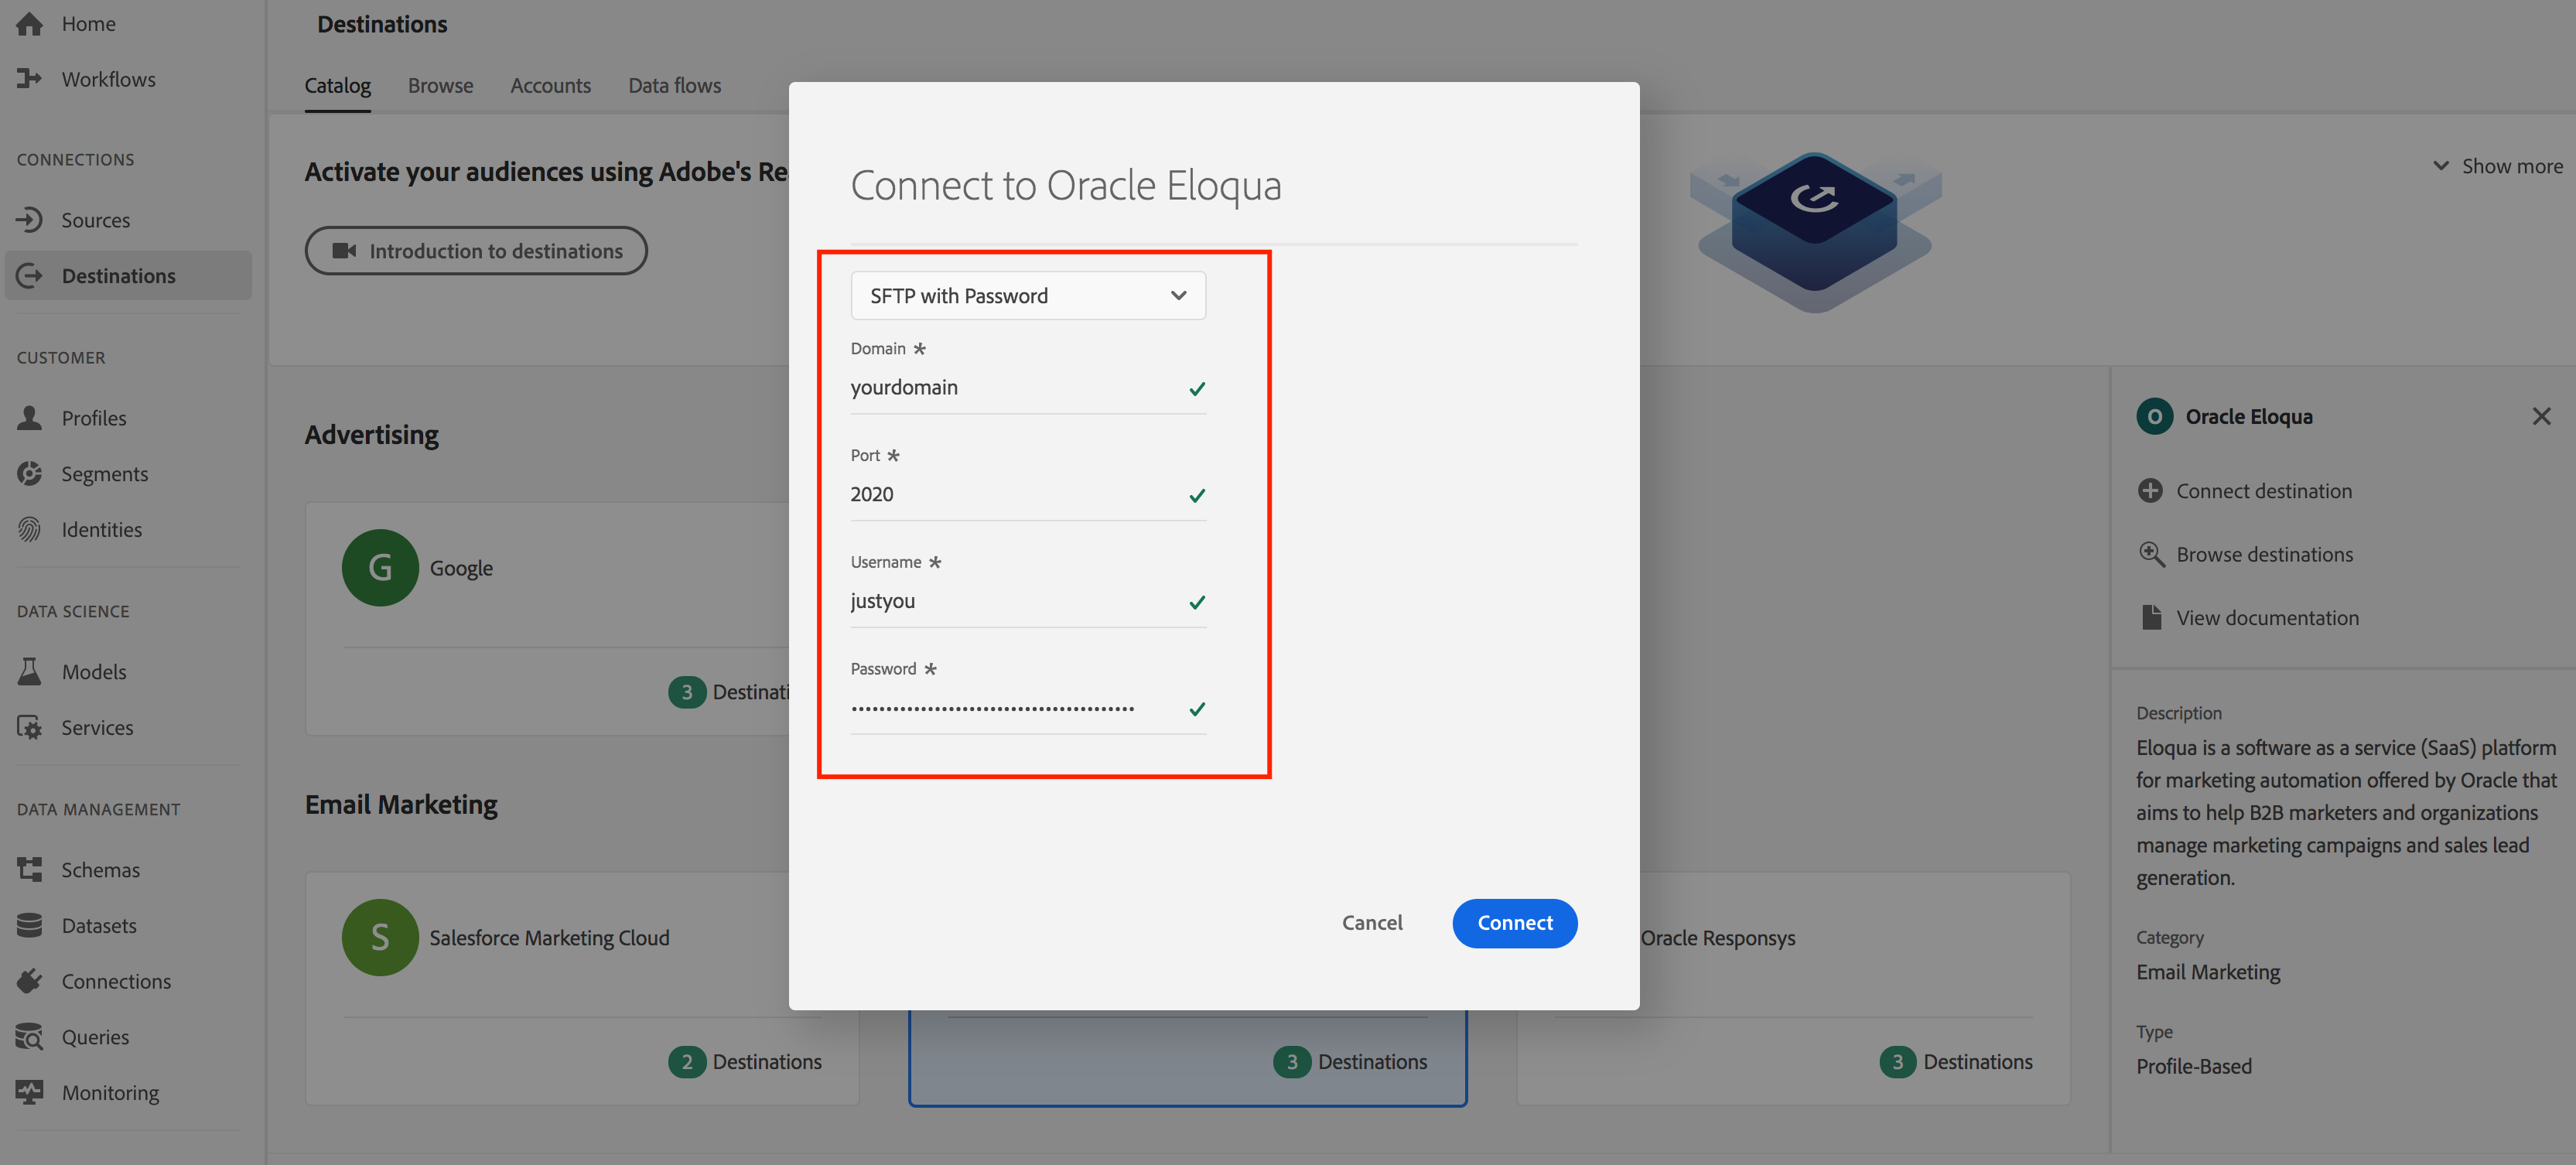 Home
Workflows
CONNECTIONS
Sources
Destinations
CUSTOMER
Profiles
Segments
Identities
DATA SCIENCE
Models
Services
DATA MANAGEMENT
Schemas
Datasets
Connections
Queries
Monitoring
Destinations
Catalog Browse Accounts Data flows
Activate your audiences using Adobe's Re
Introduction to destinations
Show more
Advertising
G Google
3 Destinati
Email Marketing
S Salesforce Marketing Cloud
2 Destinations
3 Destinations
Oracle Responsys
3 Destinations
Connect to Oracle Eloqua
SFTP with Password
Domain *
yourdomain
Port *
2020
Username *
justyou
Password *
Cancel Connect
O Oracle Eloqua
Connect destination
Browse destinations
View documentation
Description
Eloqua is a software as a service (SaaS) platform
for marketing automation offered by Oracle that
aims to help B2B marketers and organizations
manage marketing campaigns and sales lead
generation.
Category
Email Marketing
Type
Profile-Based